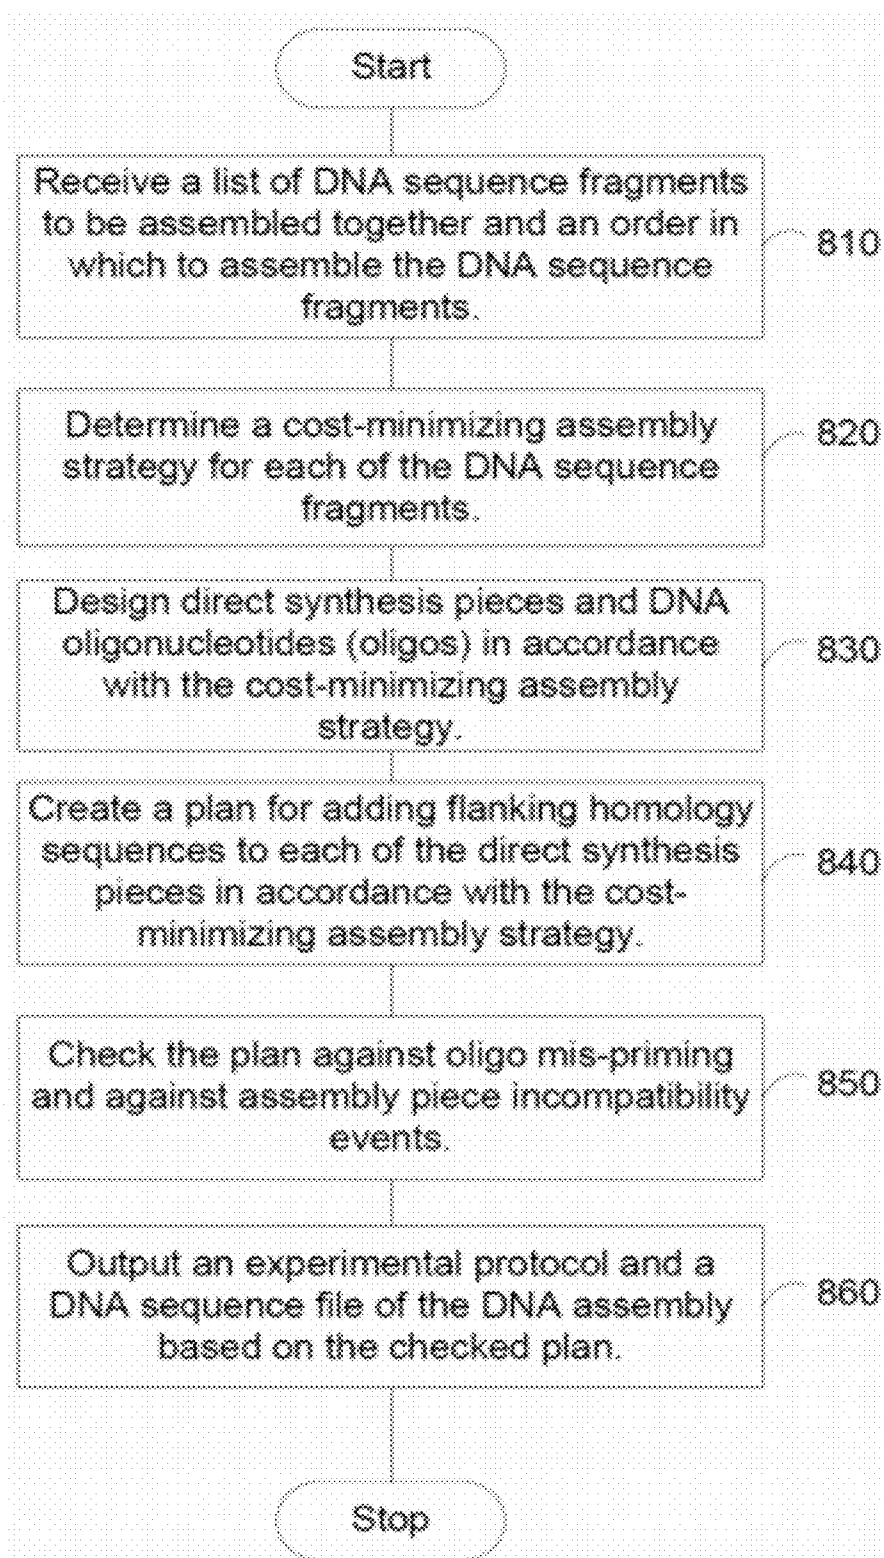 Start
Receive a list of DNA sequence fragments
to be assembled together and an order in
which to assemble the DNA sequence
fragments.
810
Determine a cost-minimizing assembly
strategy for each of the DNA sequence
fragments.
820
Design direct synthesis pieces and DNA
oligonucleotides (oligos) in accordance
with the cost-minimizing assembly
strategy.
830
Create a plan for adding flanking homology
sequences to each of the direct synthesis
pieces in accordance with the cost-
minimizing assembly strategy.
840
Check the plan against oligo mis-priming
and against assembly piece incompatibility
events.
850
Output an experimental protocol and a
DNA sequence file of the DNA assembly
based on the checked plan.
860
Stop